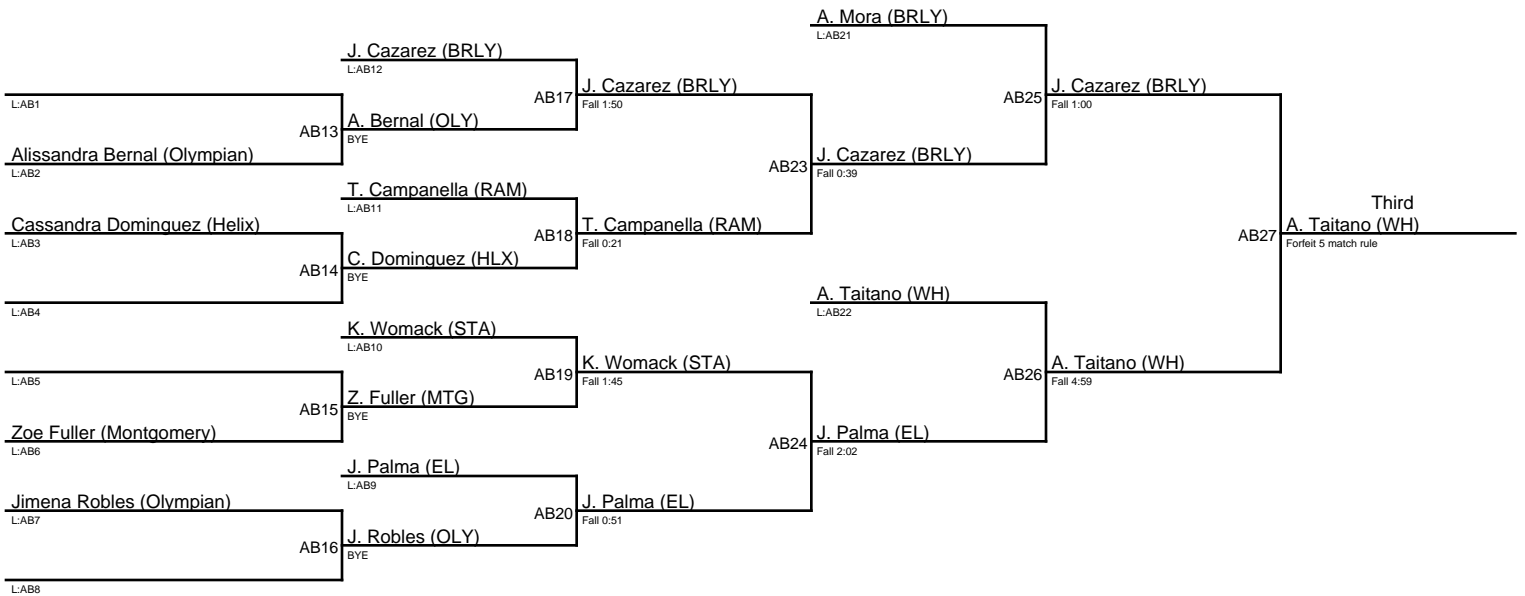 A. Mora (BRLY)
L:AB21
J. Cazarez (BRLY)
L:AB12
AB17
J. Cazarez (BRLY)
Fall 1:50
AB25
J. Cazarez (BRLY)
Fall 1:00
L:AB1
AB13
A. Bernal (OLY)
BYE
Alissandra Bernal (Olympian)
L:AB2
AB23
J. Cazarez (BRLY)
Fall 0:39
T. Campanella (RAM)
L:AB11
Cassandra Dominguez (Helix)
L:AB3
AB18
T. Campanella (RAM)
Fall 0:21
AB14
C. Dominguez (HLX)
BYE
L:AB4
Third
AB27
A. Taitano (WH)
Forfeit 5 match rule
A. Taitano (WH)
L:AB22
K. Womack (STA)
L:AB10
L:AB5
AB19
K. Womack (STA)
Fall 1:45
AB26
A. Taitano (WH)
Fall 4:59
AB15
Z. Fuller (MTG)
BYE
Zoe Fuller (Montgomery)
L:AB6
AB24
J. Palma (EL)
Fall 2:02
J. Palma (EL)
L:AB9
Jimena Robles (Olympian)
L:AB7
AB20
J. Palma (EL)
Fall 0:51
AB16
J. Robles (OLY)
BYE
L:AB8